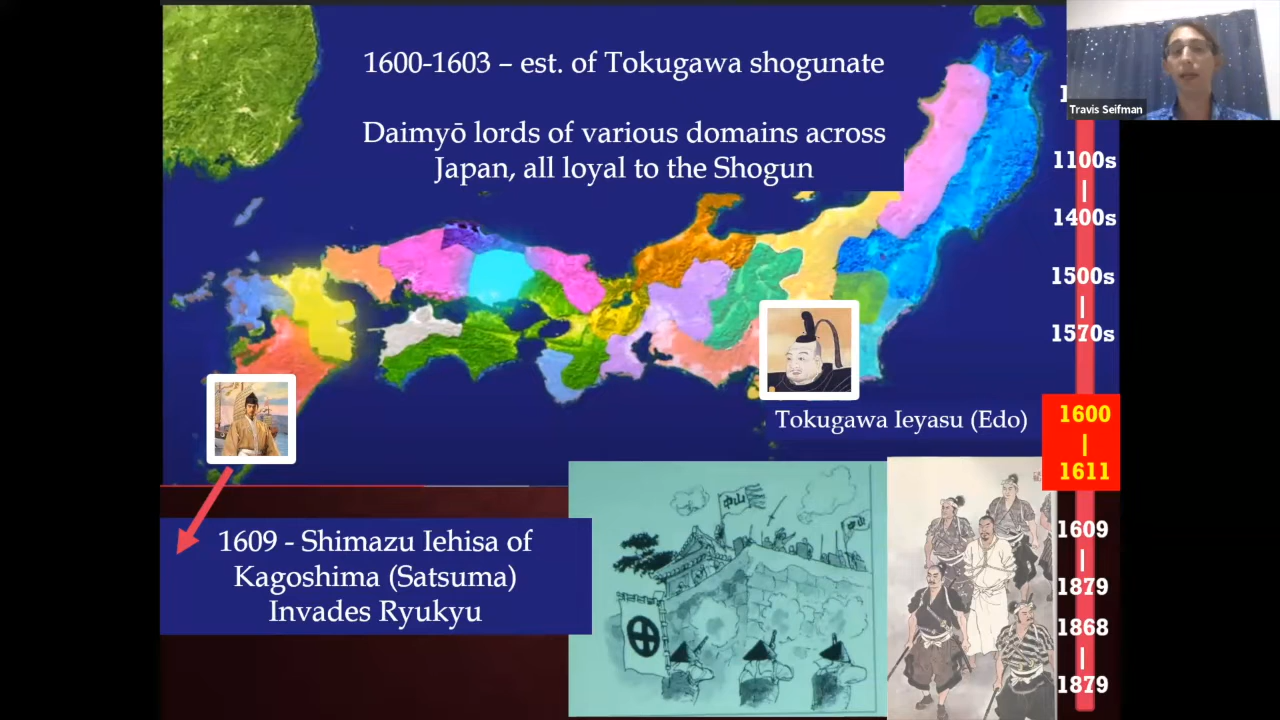 1600-1603 – est. of Tokugawa shogunate
Daimyō lords of various domains across
Japan, all loyal to the Shogun
Travis Seifman
1100s
|
1400s
1500s
|
1570s
Tokugawa Ieyasu (Edo)
1600
|
1611
中山
1609 - Shimazu Iehisa of
Kagoshima (Satsuma)
Invades Ryukyu
1609
|
1879
1868
|
1879